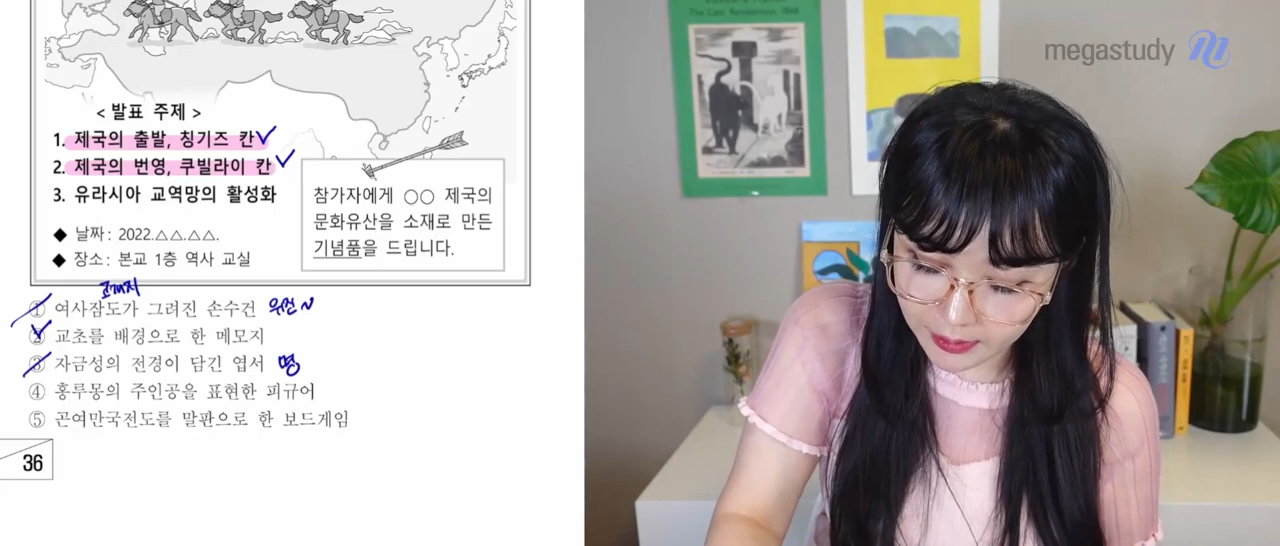 < 발표 주제 >
1. 제국의 출발, 칭기즈 칸
2. 제국의 번영, 쿠빌라이 칸
3. 유라시아 교역망의 활성화
◆ 날짜: 2022.△△.△△.
◆ 장소: 본교 1층 역사 교실
참가자에게 ○○ 제국의
문화유산을 소재로 만든
기념품을 드립니다.
고개지
① 여사잠도가 그려진 손수건
② 교초를 배경으로 한 메모지
③ 자금성의 전경이 담긴 엽서 명
④ 홍루몽의 주인공을 표현한 피규어
⑤ 곤여만국전도를 말판으로 한 보드게임
36
The Cats' Rendezvous, 1868
megastudy